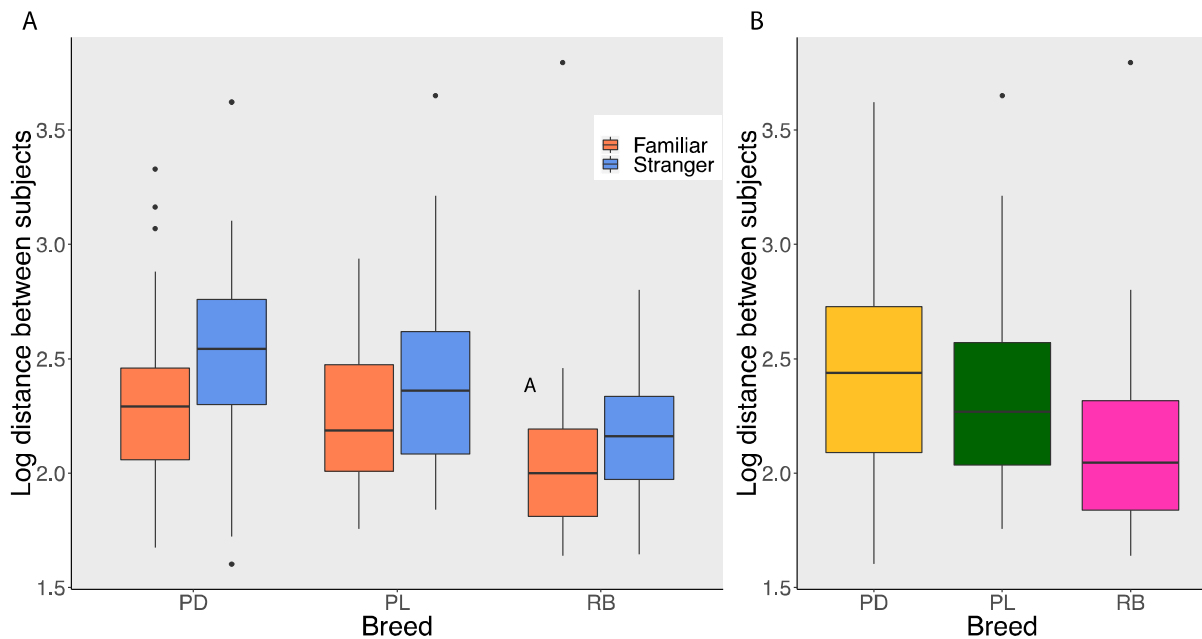 A
Log distance between subjects
3.5
3.0
2.5
2.0
1.5
Familiar
Stranger
A
PD PL RB
Breed
B
Log distance between subjects
3.5
3.0
2.5
2.0
1.5
PD PL RB
Breed